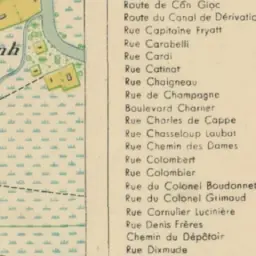 nh
Route de Côn Gioc
Route du Canal de Dérivatio
Rue Capitaine Fryatt
Rue Carabelli
Rue Cardi
Rue Catinat
Rue Chaigneau
Rue de Champagne
Boulevard Charner
Rue Charles de Cappe
Rue Chasseloup Laubat
Rue Chemin des Dames
Rue Colombert
Rue Colombier
Rue du Colonel Boudonnet
Rue du Colonel Grimaud
Rue Cornulier Lucinière
Rue Denis Frères
Chemin du Dépôtoir
Rue Dixmude